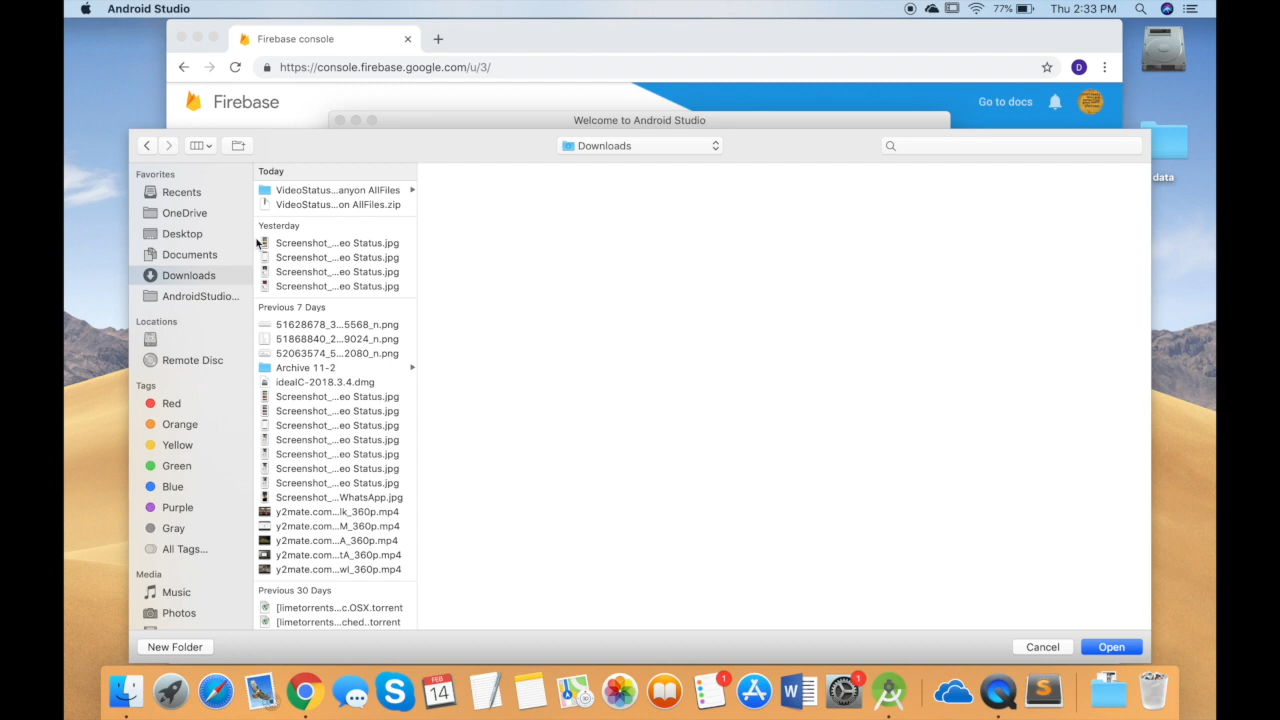 Android Studio
77%
Thu 2:33 PM
Firebase console
https://console.firebase.google.com/u/3/
D
Firebase
Go to docs
Welcome to Android Studio
Downloads
Favorites
Recents
OneDrive
Desktop
Documents
Downloads
AndroidStudio...
Locations
Remote Disc
Tags
Red
Orange
Yellow
Green
Blue
Purple
Gray
All Tags...
Media
Music
Photos
Today
VideoStatus...anyon AllFiles
VideoStatus...on AllFiles.zip
Yesterday
Screenshot_...eo Status.jpg
Screenshot_...eo Status.jpg
Screenshot_...eo Status.jpg
Screenshot_...eo Status.jpg
Previous 7 Days
51628678_3...5568_n.png
51868840_2...9024_n.png
52063574_5...2080_n.png
Archive 11-2
ideaIC-2018.3.4.dmg
Screenshot_...eo Status.jpg
Screenshot_...eo Status.jpg
Screenshot_...eo Status.jpg
Screenshot_...eo Status.jpg
Screenshot_...eo Status.jpg
Screenshot_...eo Status.jpg
Screenshot_...eo Status.jpg
Screenshot_...WhatsApp.jpg
y2mate.com...lk_360p.mp4
y2mate.com...M_360p.mp4
y2mate.com...A_360p.mp4
y2mate.com...tA_360p.mp4
y2mate.com...wI_360p.mp4
Previous 30 Days
[limetorrents...c.OSX.torrent
[limetorrents...ched..torrent
data
New Folder
Cancel
Open
FEB
14
1
W
1
S